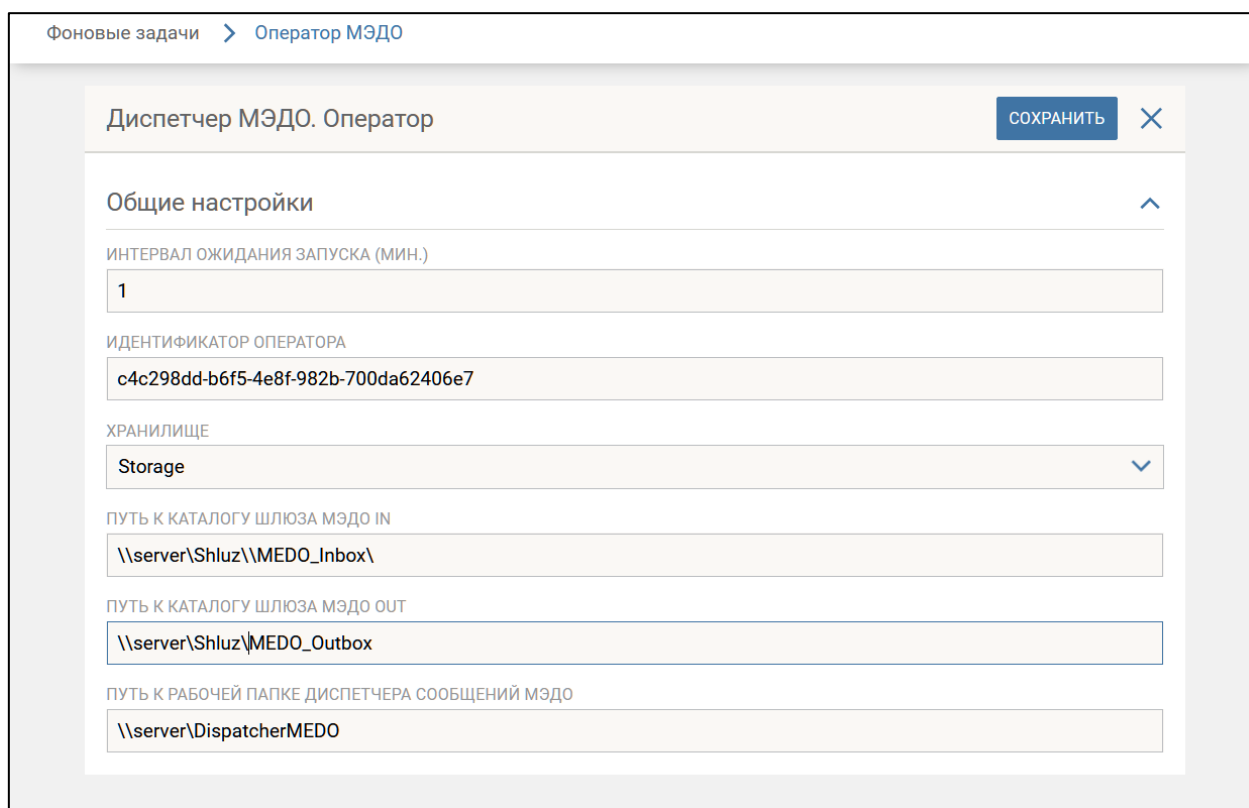 Фоновые задачи > Оператор МЭДО
Диспетчер МЭДО. Оператор
СОХРАНИТЬ
Общие настройки
ИНТЕРВАЛ ОЖИДАНИЯ ЗАПУСКА (МИН.)
1
ИДЕНТИФИКАТОР ОПЕРАТОРА
c4c298dd-b6f5-4e8f-982b-700da62406e7
ХРАНИЛИЩЕ
Storage
ПУТЬ К КАТАЛОГУ ШЛЮЗА МЭДО IN
\\server\Shluz\\MEDO_Inbox\
ПУТЬ К КАТАЛОГУ ШЛЮЗА МЭДО OUT
\\server\Shluz\MEDO_Outbox
ПУТЬ К РАБОЧЕЙ ПАПКЕ ДИСПЕТЧЕРА СООБЩЕНИЙ МЭДО
\\server\DispatcherMEDO